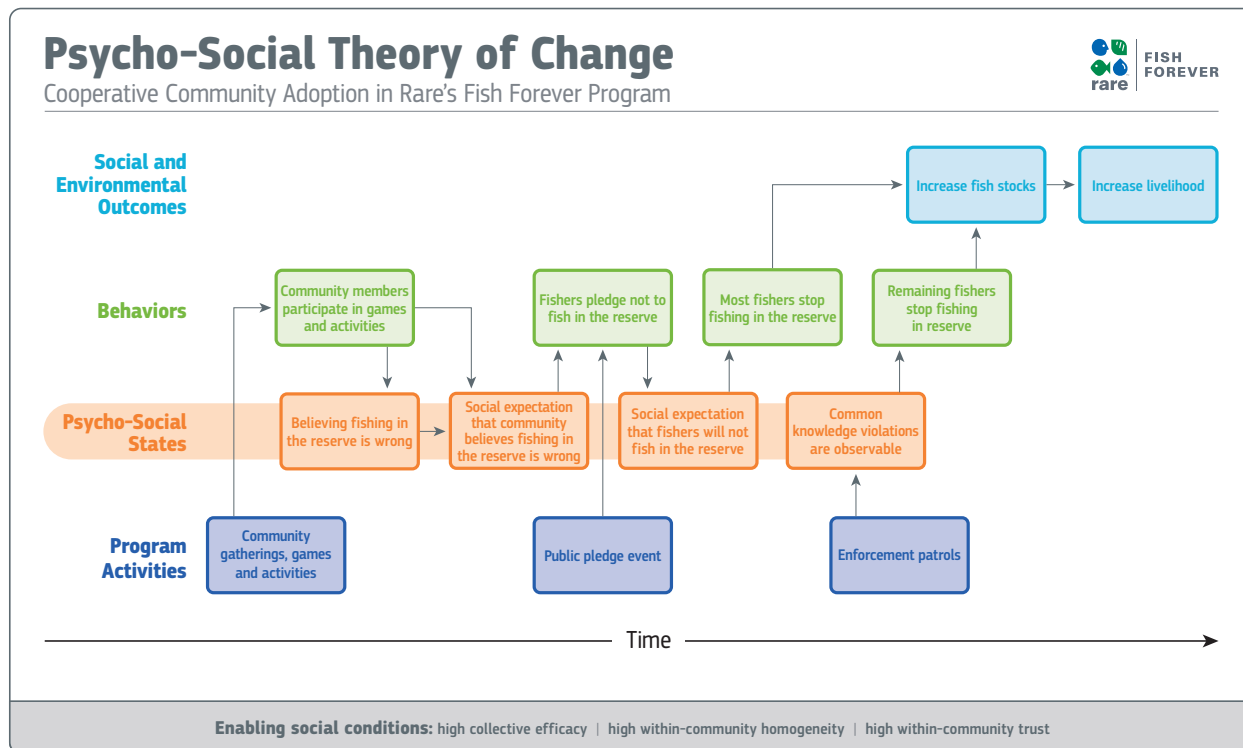 Psycho-Social Theory of Change
Cooperative Community Adoption in Rare's Fish Forever Program
rare
FISH
FOREVER
Social and
Environmental
Outcomes
Increase fish stocks
Increase livelihood
Behaviors
Community members
participate in games
and activities
Fishers pledge not to
fish in the reserve
Most fishers stop
fishing in the reserve
Remaining fishers
stop fishing
in reserve
Psycho-Social
States
Believing fishing in
the reserve is wrong
Social expectation
that community
believes fishing in
the reserve is wrong
Social expectation
that fishers will not
fish in the reserve
Common
knowledge violations
are observable
Program
Activities
Community
gatherings, games
and activities
Public pledge event
Enforcement patrols
Time
Enabling social conditions: high collective efficacy | high within-community homogeneity | high within-community trust